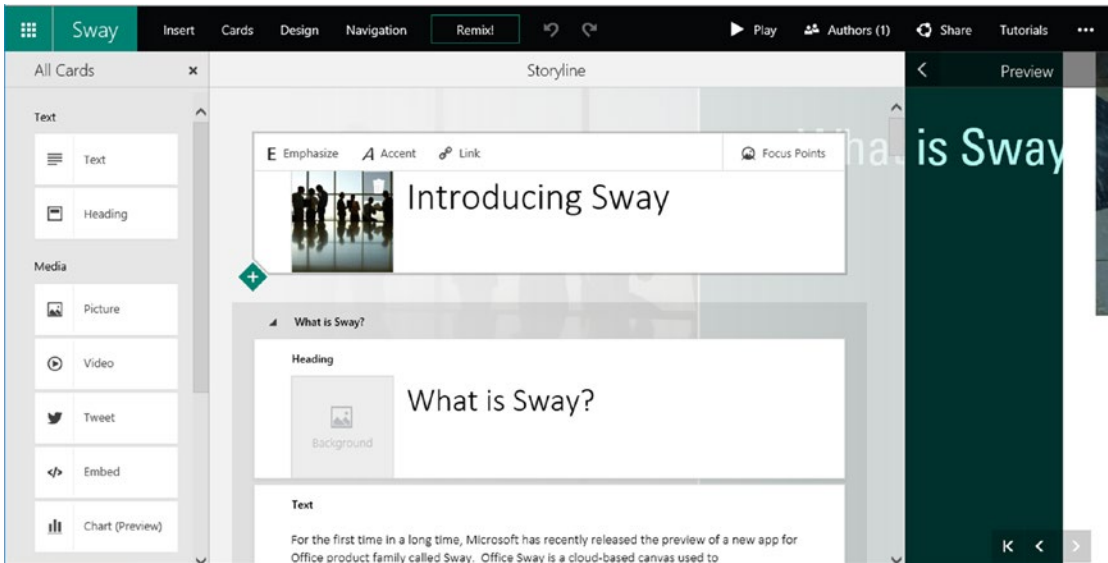 Sway Insert Cards Design Navigation Remix! Play Authors (1) Share Tutorials
All Cards
Storyline
Preview
Text
Text
Heading
Media
Picture
Video
Tweet
Embed
Chart (Preview)
E Emphasize A Accent Link Focus Points
Introducing Sway
What is Sway?
Heading
Background
What is Sway?
Text
For the first time in a long time, Microsoft has recently released the preview of a new app for
Office product family called Sway. Office Sway is a cloud-based canvas used to
What is Sway